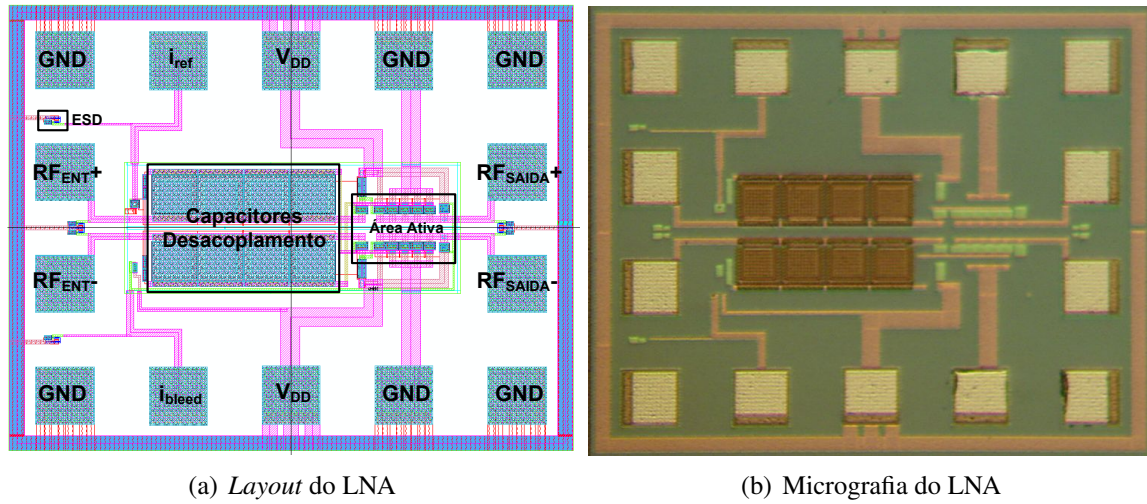 GND
i_ref
V_DD
GND
GND
ESD
RF_ENT+
RF_SAIDA+
Capacitores
Desacoplamento
Área Ativa
RF_ENT-
RF_SAIDA-
GND
i_bleed
V_DD
GND
GND
(a) Layout do LNA
(b) Micrografia do LNA